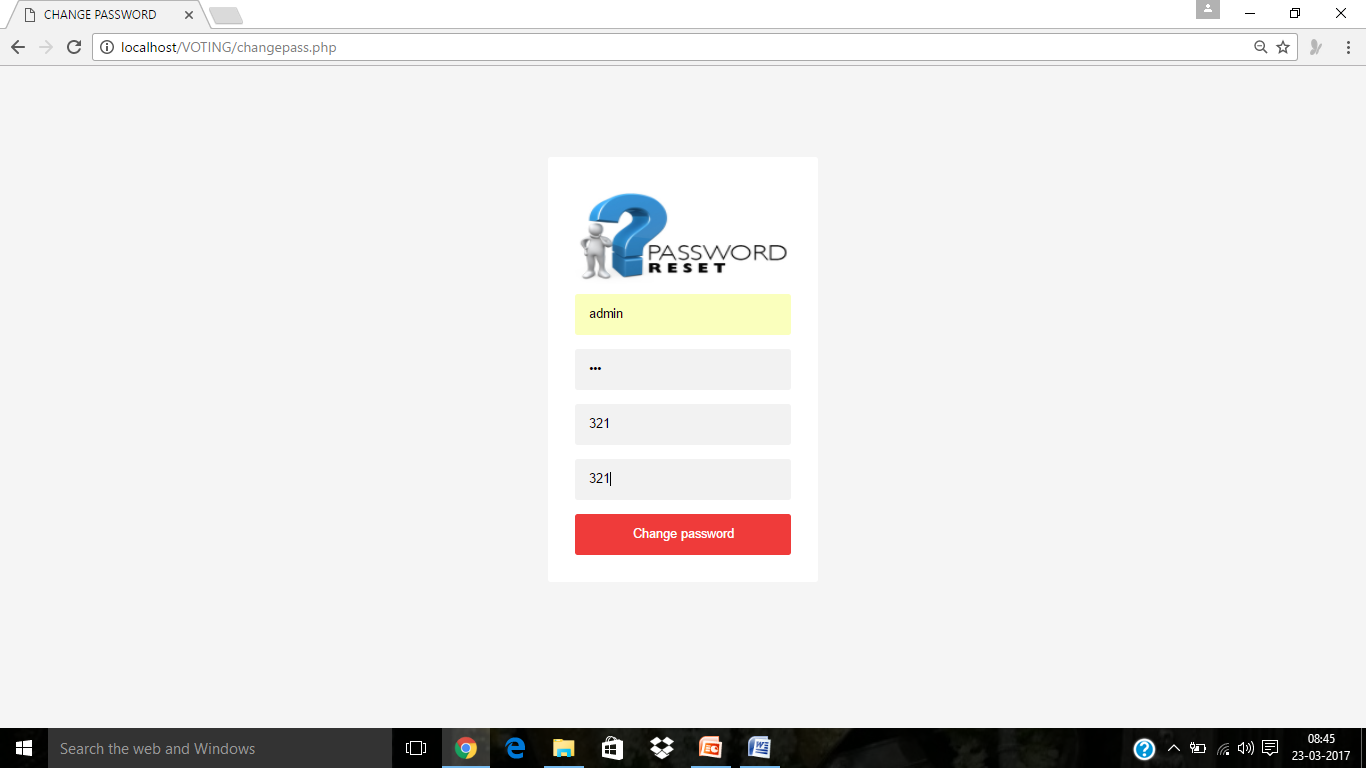 CHANGE PASSWORD
localhost/VOTING/changepass.php
PASSWORD
RESET
admin
•••
321
321
Change password
Search the web and Windows
08:45
23-03-2017